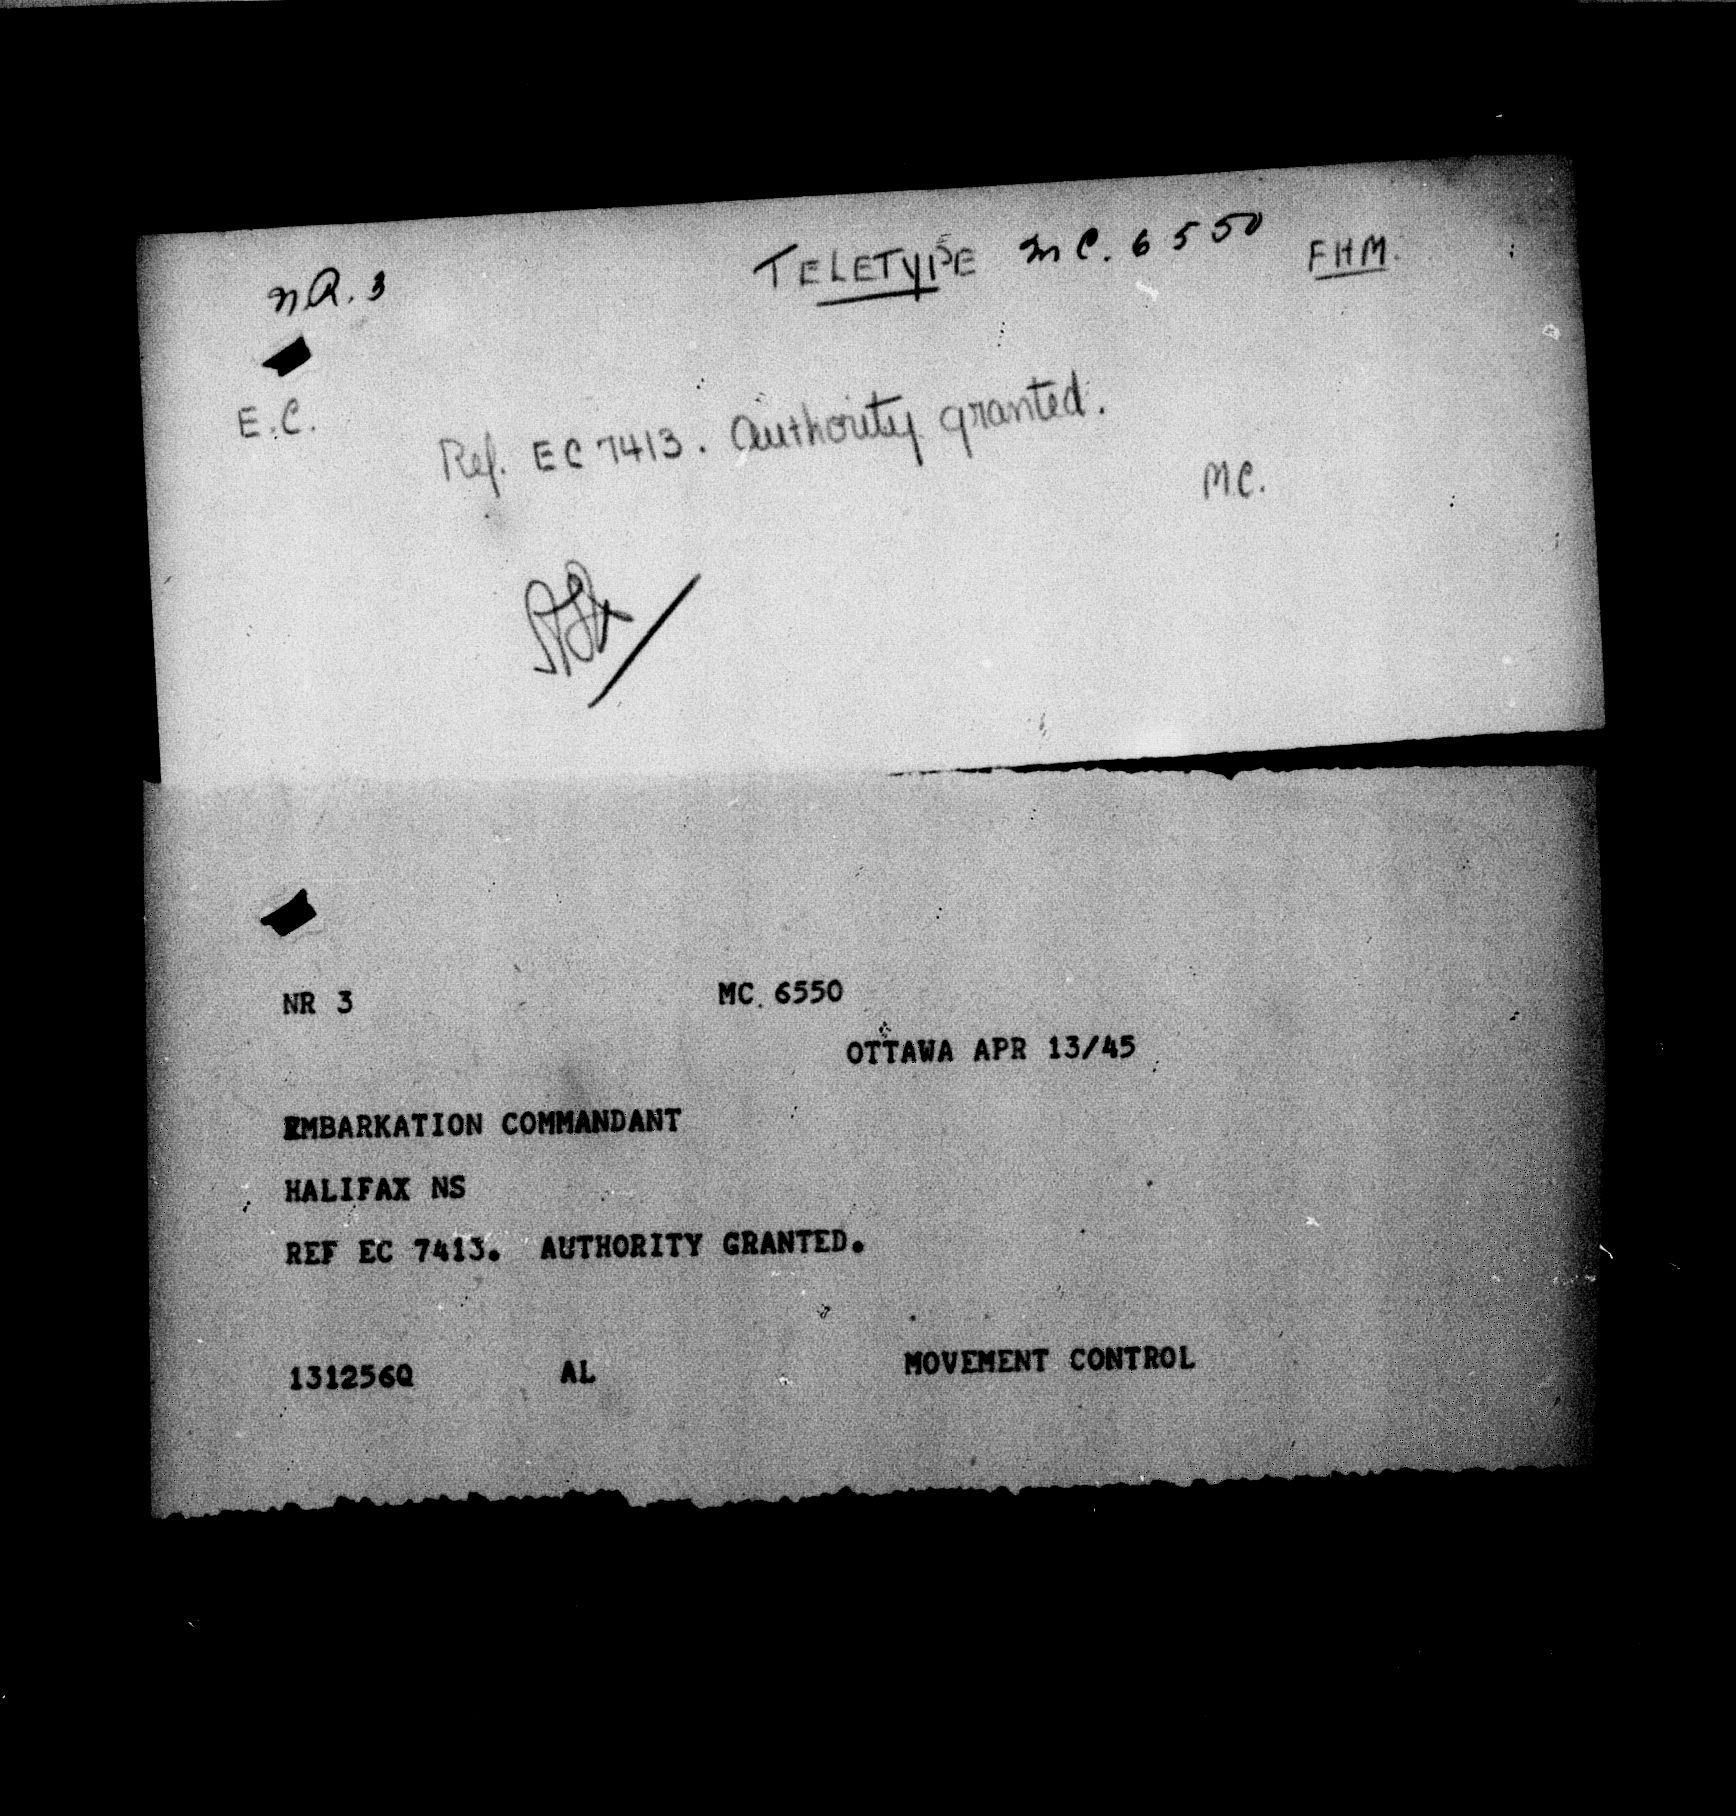 NR. 3 TELETYPE MC. 6550 FHM.
E.C.
Ref. EC 7413. Authority granted.
M.C.
NR 3 MC. 6550
OTTAWA APR 13/45
EMBARKATION COMMANDANT
HALIFAX NS
REF EC 7413. AUTHORITY GRANTED.
131256Q AL MOVEMENT CONTROL